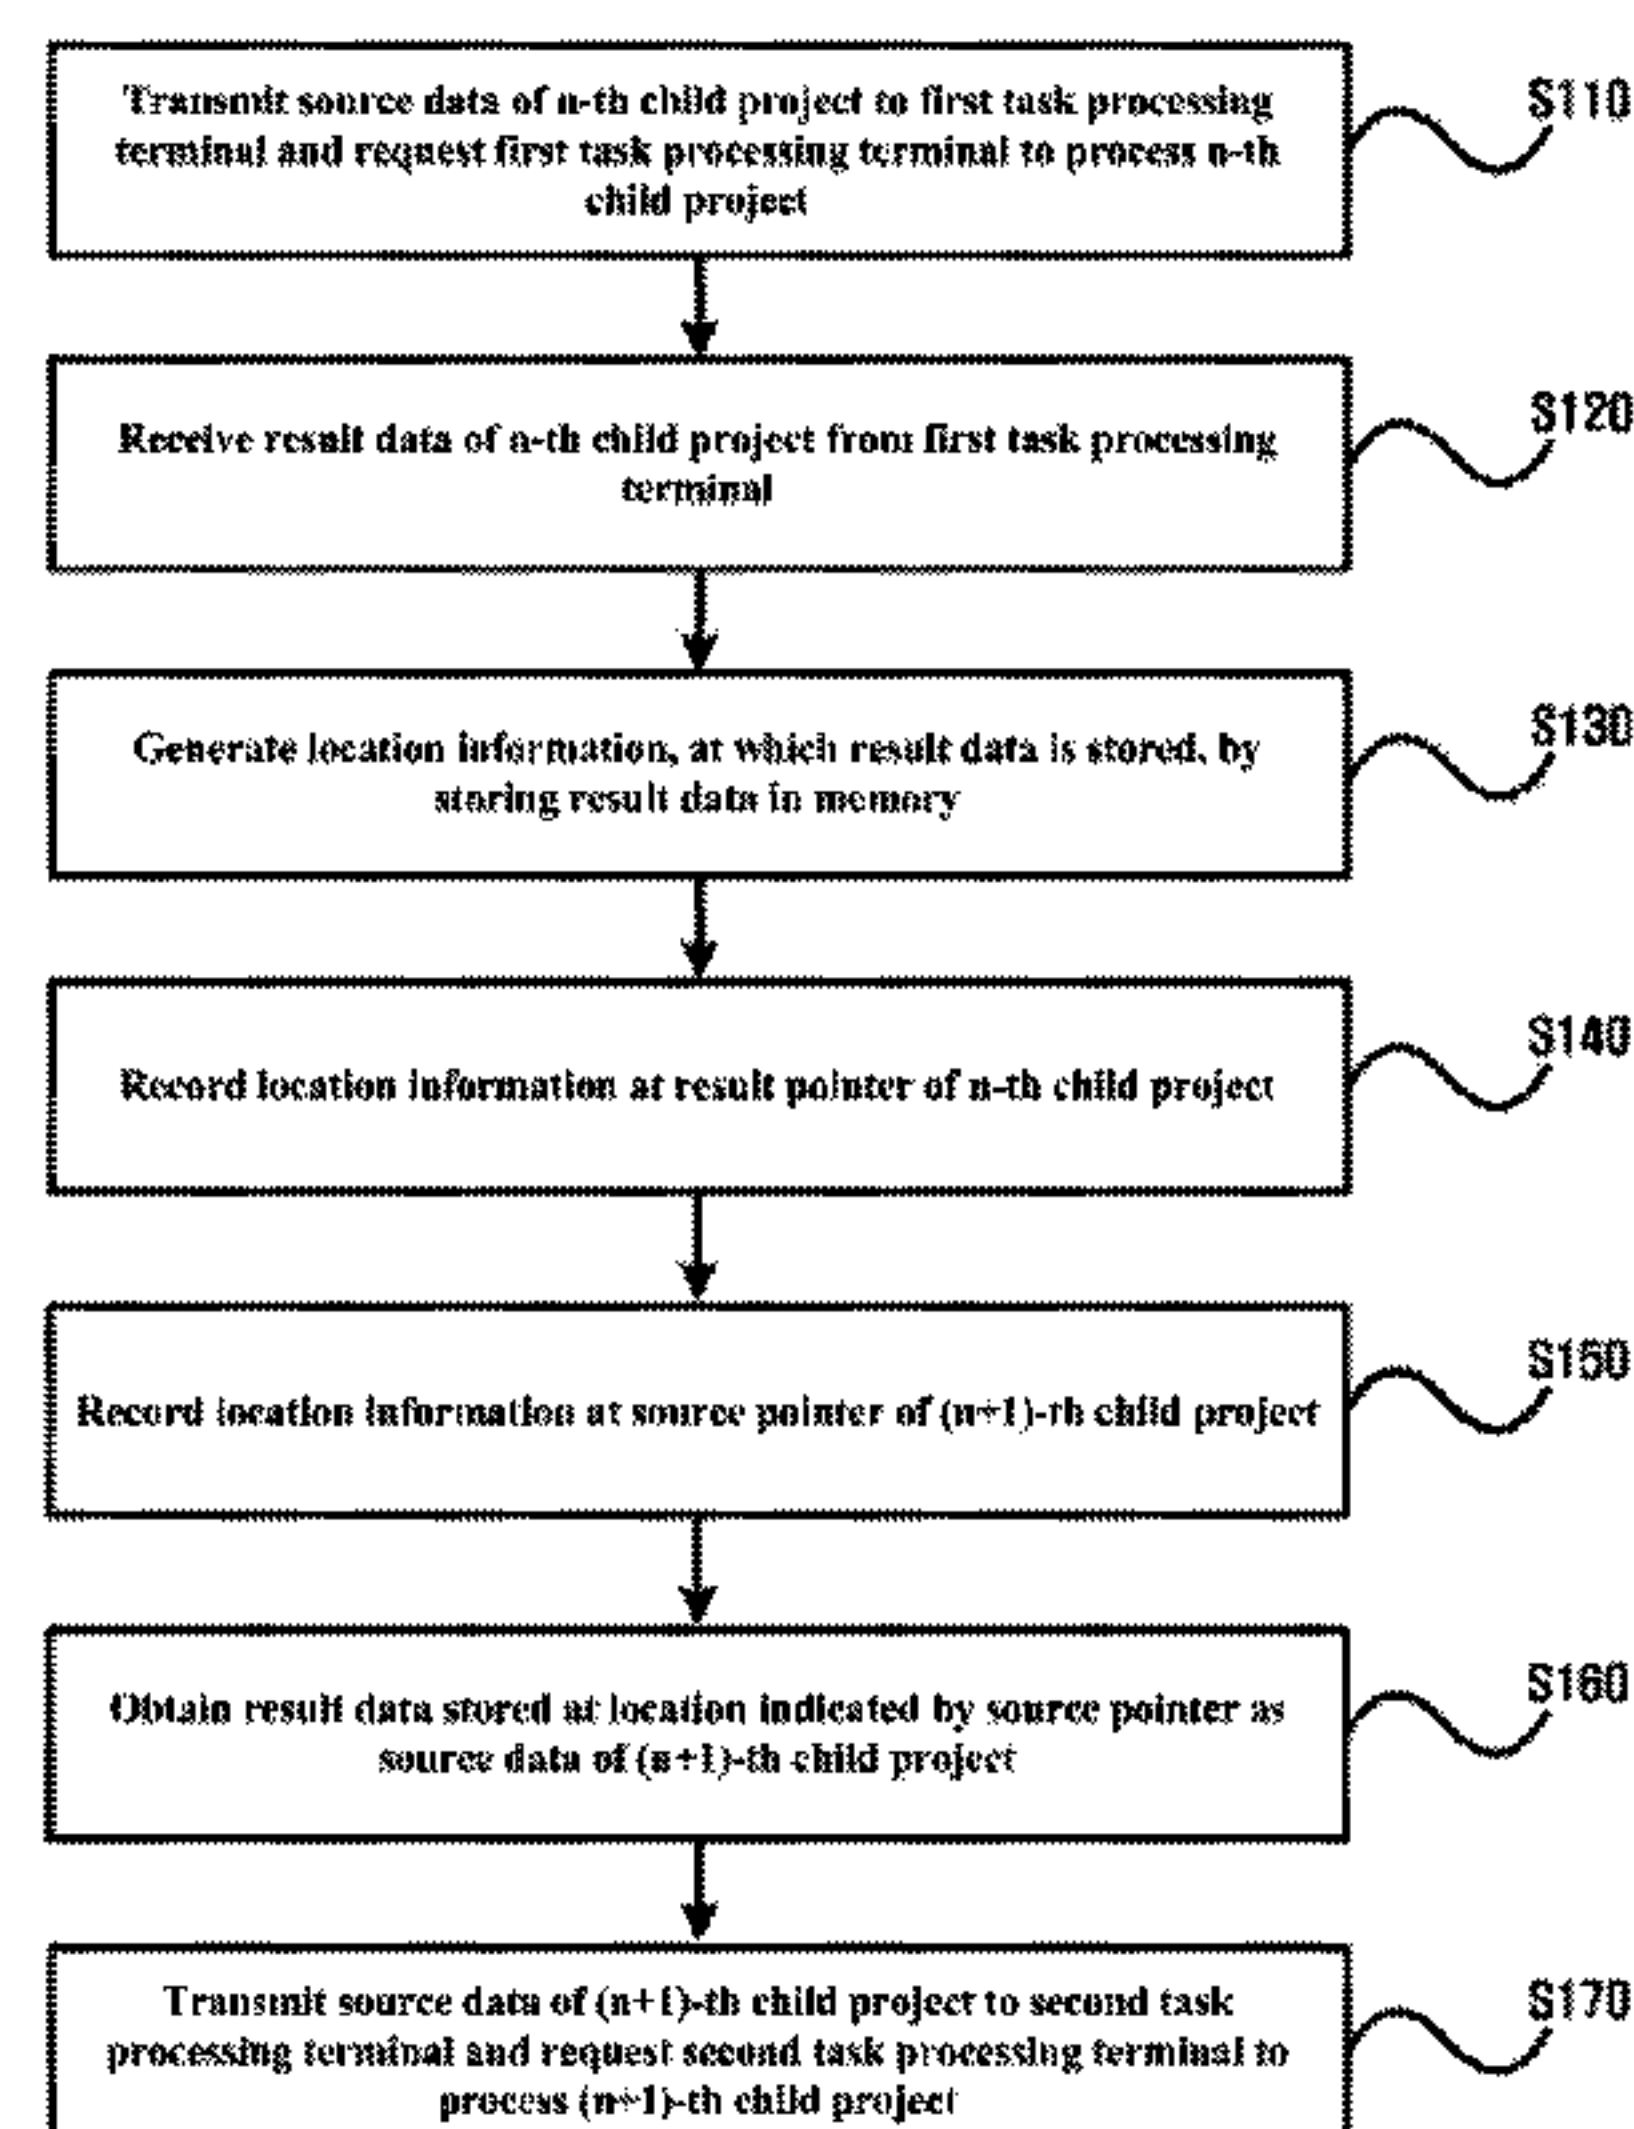 Transmit source data of n-th child project to first task processing
terminal and request first task processing terminal to process n-th
child project
S110
Receive result data of n-th child project from first task processing
terminal
S120
Generate location information, at which result data is stored, by
storing result data in memory
S130
Record location information at result pointer of n-th child project
S140
Record location information at source pointer of (n+1)-th child project
S150
Obtain result data stored at location indicated by source pointer as
source data of (n+1)-th child project
S160
Transmit source data of (n+1)-th child project to second task
processing terminal and request second task processing terminal to
process (n+1)-th child project
S170